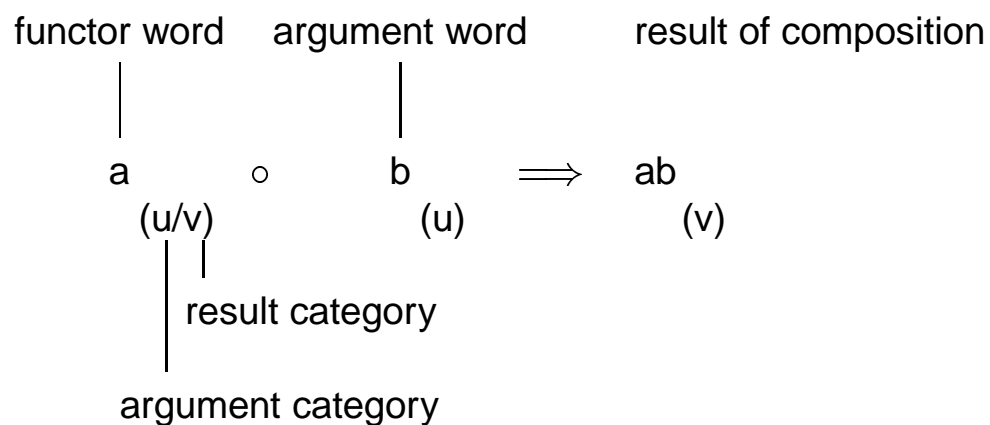 functor word argument word result of composition
a ∘ b ⟹ ab
(u/v) (u) (v)
result category
argument category